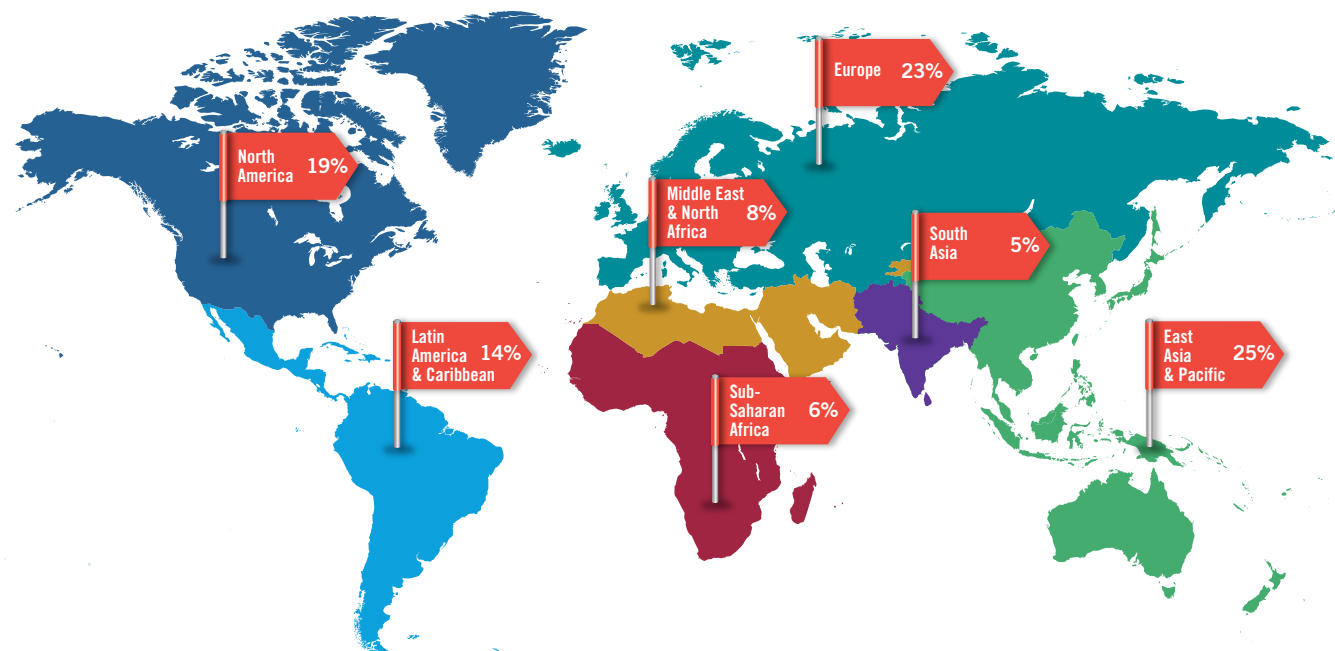 Europe 23%
North
America 19%
Middle East
& North
Africa 8%
South
Asia 5%
Latin
America
& Caribbean 14%
East
Asia
& Pacific 25%
Sub-
Saharan
Africa 6%